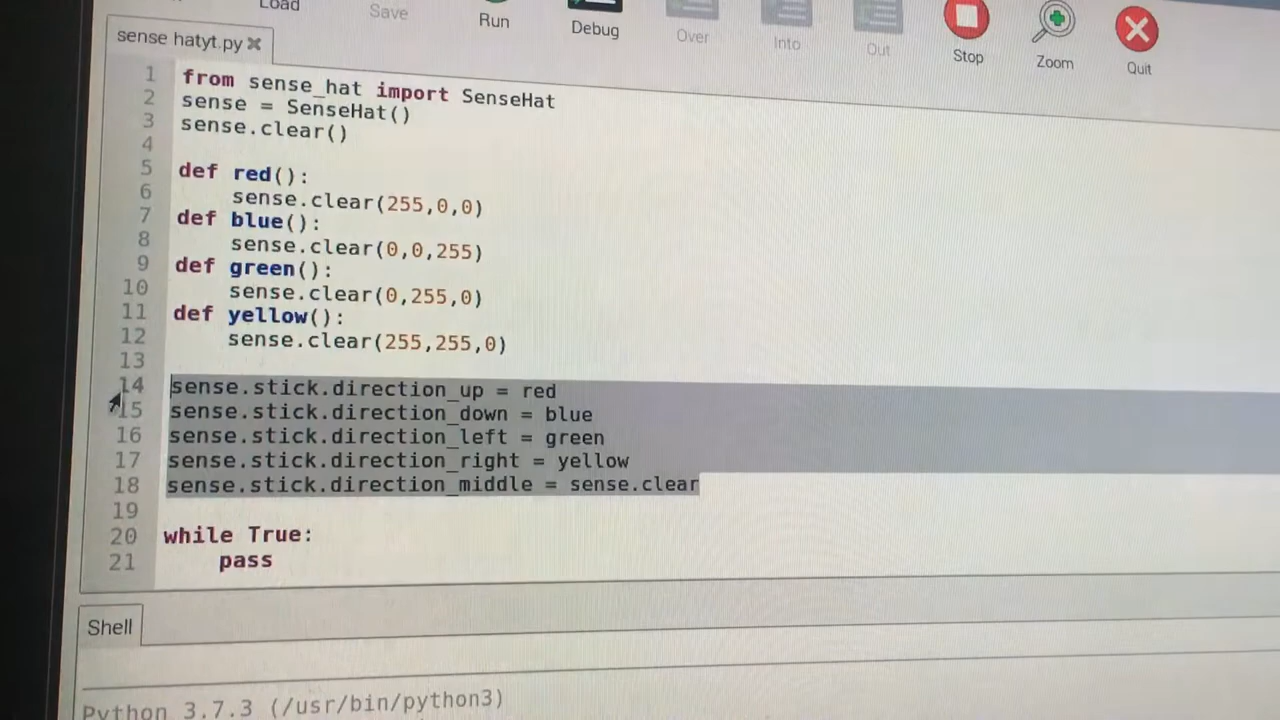 Load
Save
Run
Debug
Over
Into
Out
Stop
Zoom
Quit
sense hatyt.py
1 from sense_hat import SenseHat
2 sense = SenseHat()
3 sense.clear()
4
5 def red():
6 sense.clear(255,0,0)
7 def blue():
8 sense.clear(0,0,255)
9 def green():
10 sense.clear(0,255,0)
11 def yellow():
12 sense.clear(255,255,0)
13
14 sense.stick.direction_up = red
15 sense.stick.direction_down = blue
16 sense.stick.direction_left = green
17 sense.stick.direction_right = yellow
18 sense.stick.direction_middle = sense.clear
19
20 while True:
21 pass
Shell
Python 3.7.3 (/usr/bin/python3)